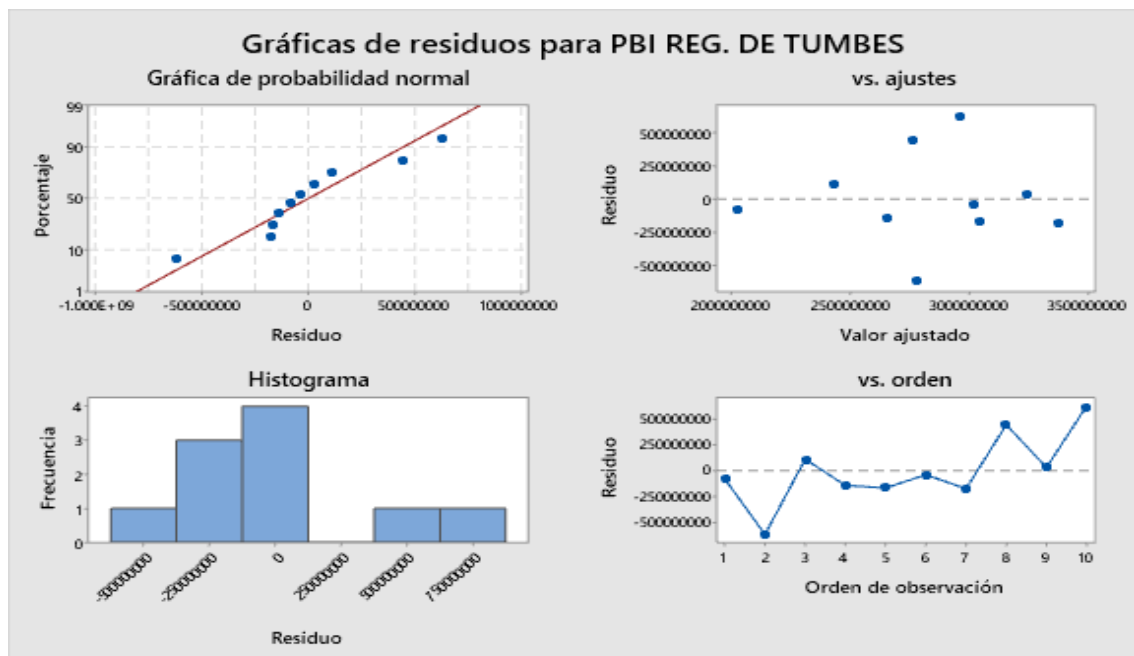 Gráficas de residuos para PBI REG. DE TUMBES
Gráfica de probabilidad normal
99
90
50
10
1
Porcentaje
-1.000E+09 -500000000 0 500000000 1000000000
Residuo
vs. ajustes
500000000
250000000
0
-250000000
-500000000
Residuo
2000000000 2500000000 3000000000 3500000000
Valor ajustado
Histograma
4
3
2
1
0
Frecuencia
-500000000 -250000000 0 250000000 500000000 750000000
Residuo
vs. orden
500000000
250000000
0
-250000000
-500000000
Residuo
1 2 3 4 5 6 7 8 9 10
Orden de observación